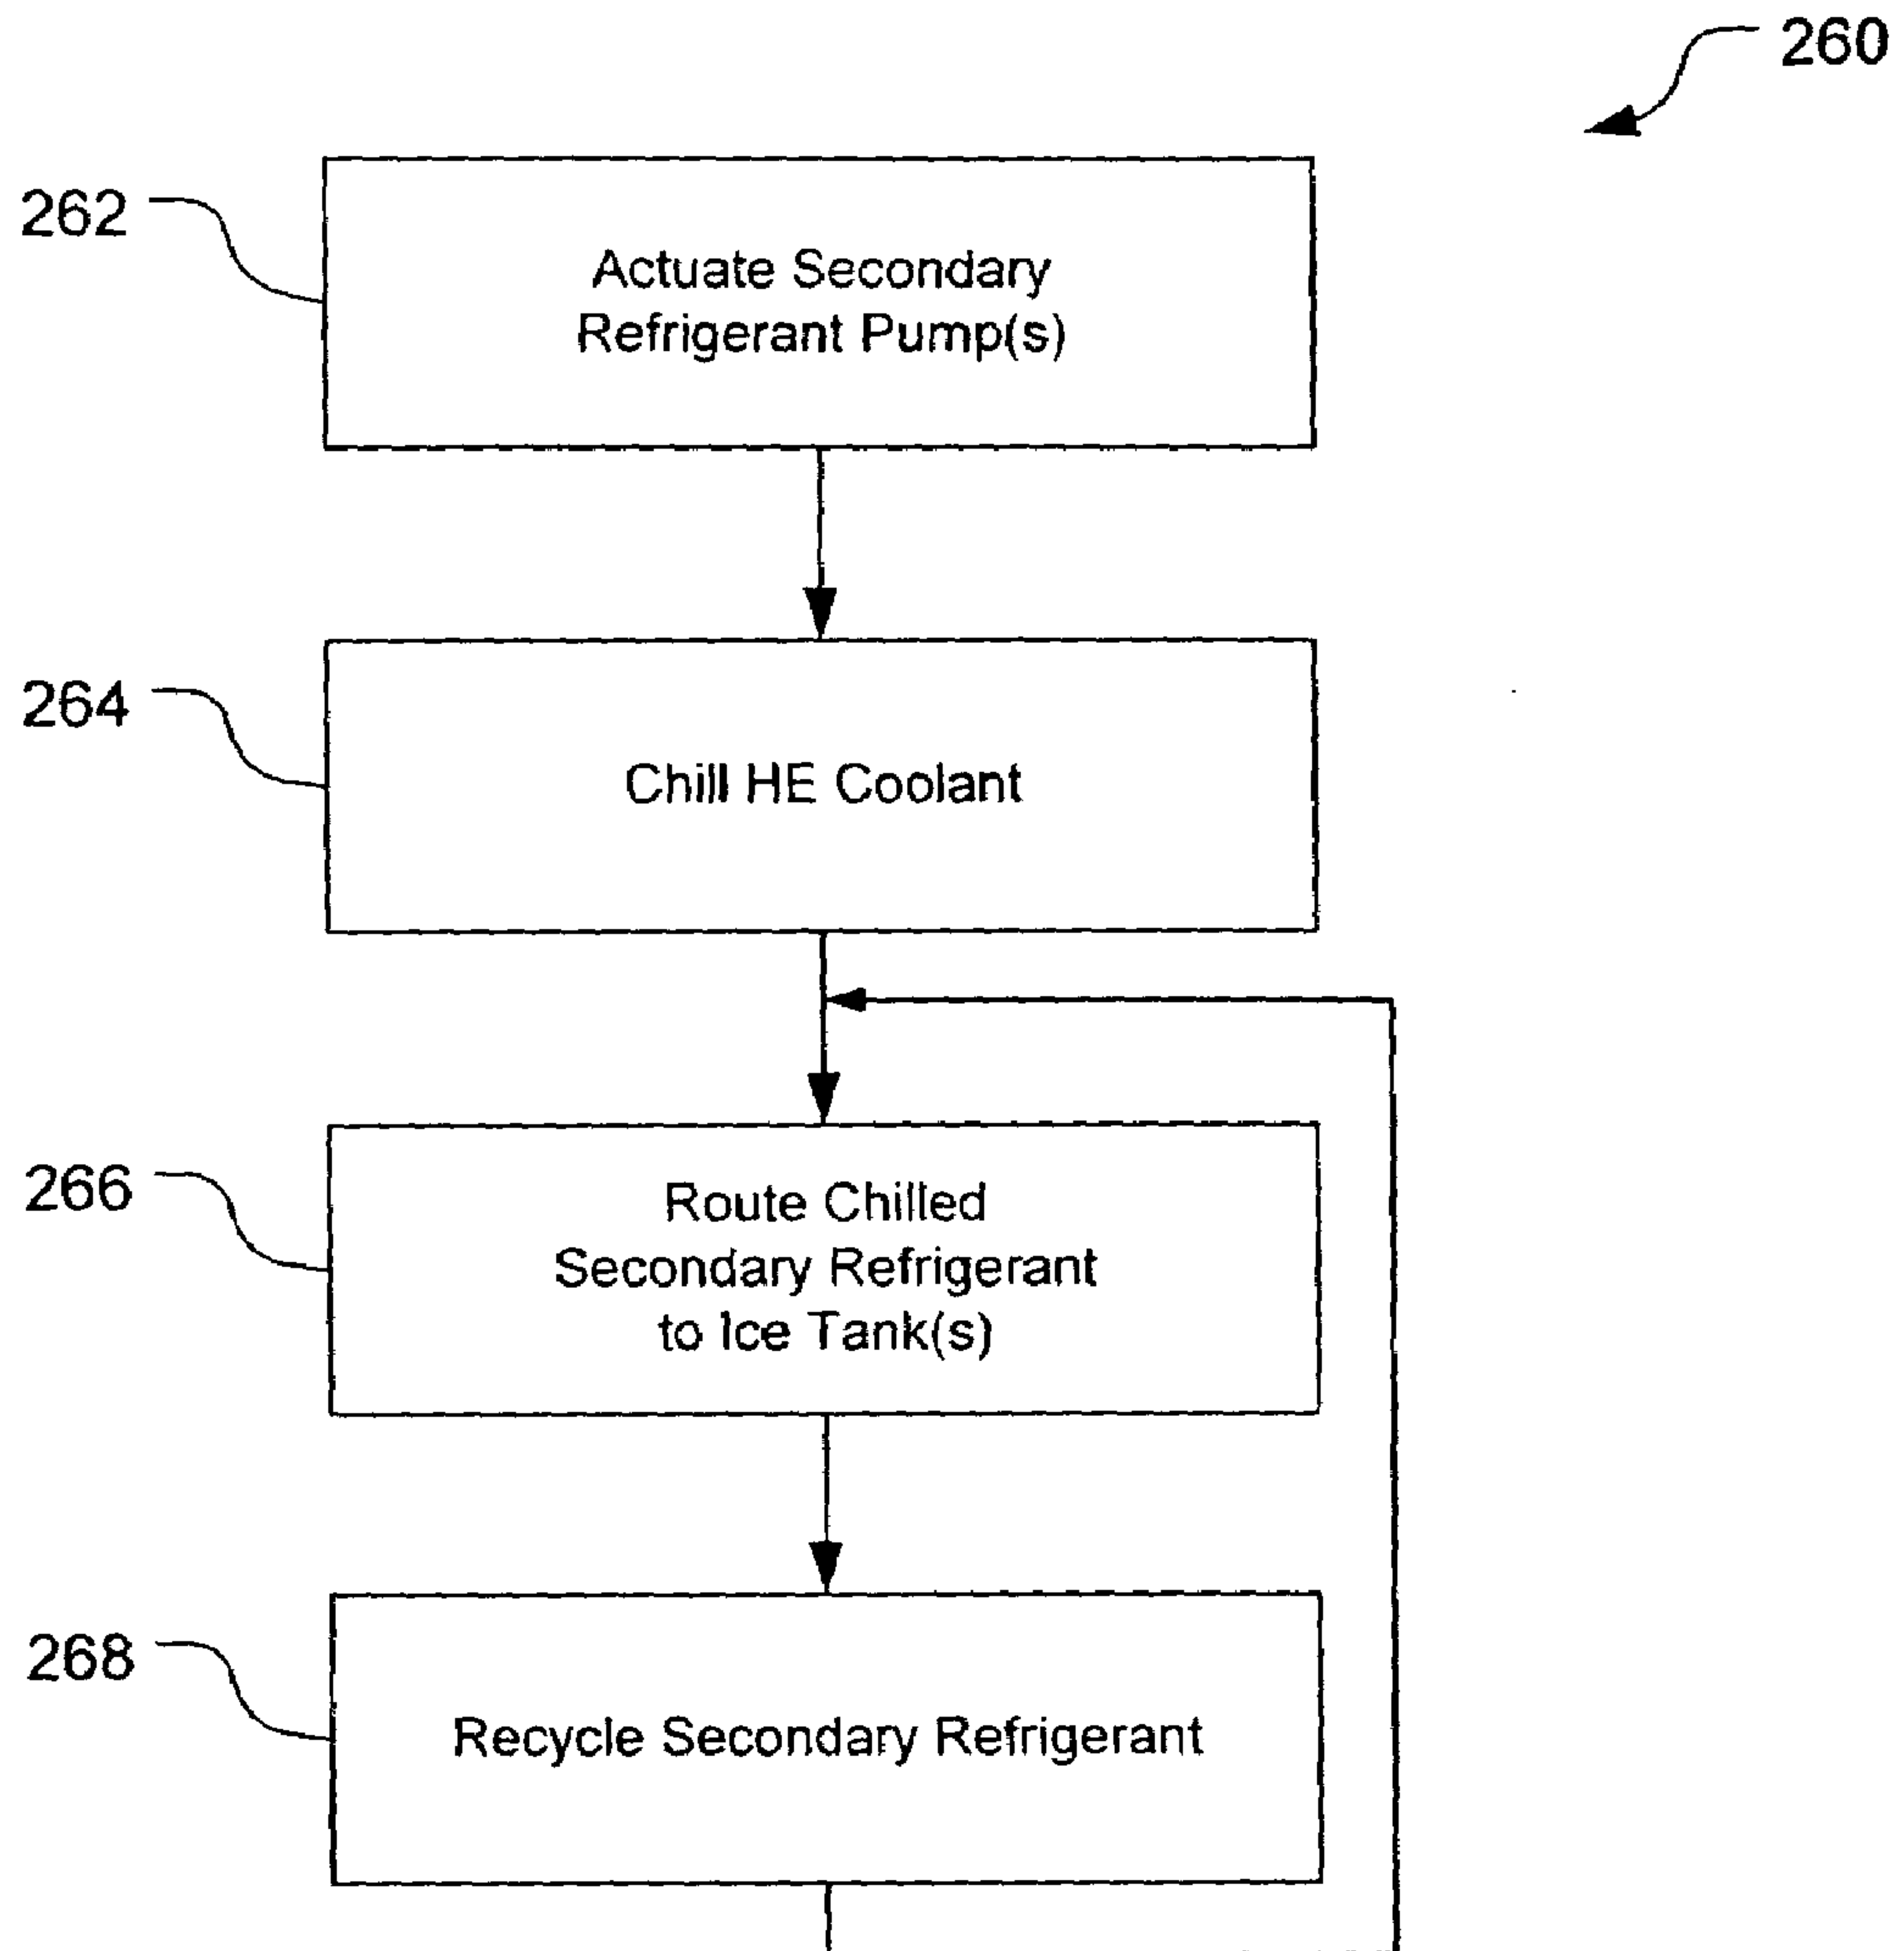 260
262
Actuate Secondary
Refrigerant Pump(s)
264
Chill HE Coolant
266
Route Chilled
Secondary Refrigerant
to Ice Tank(s)
268
Recycle Secondary Refrigerant